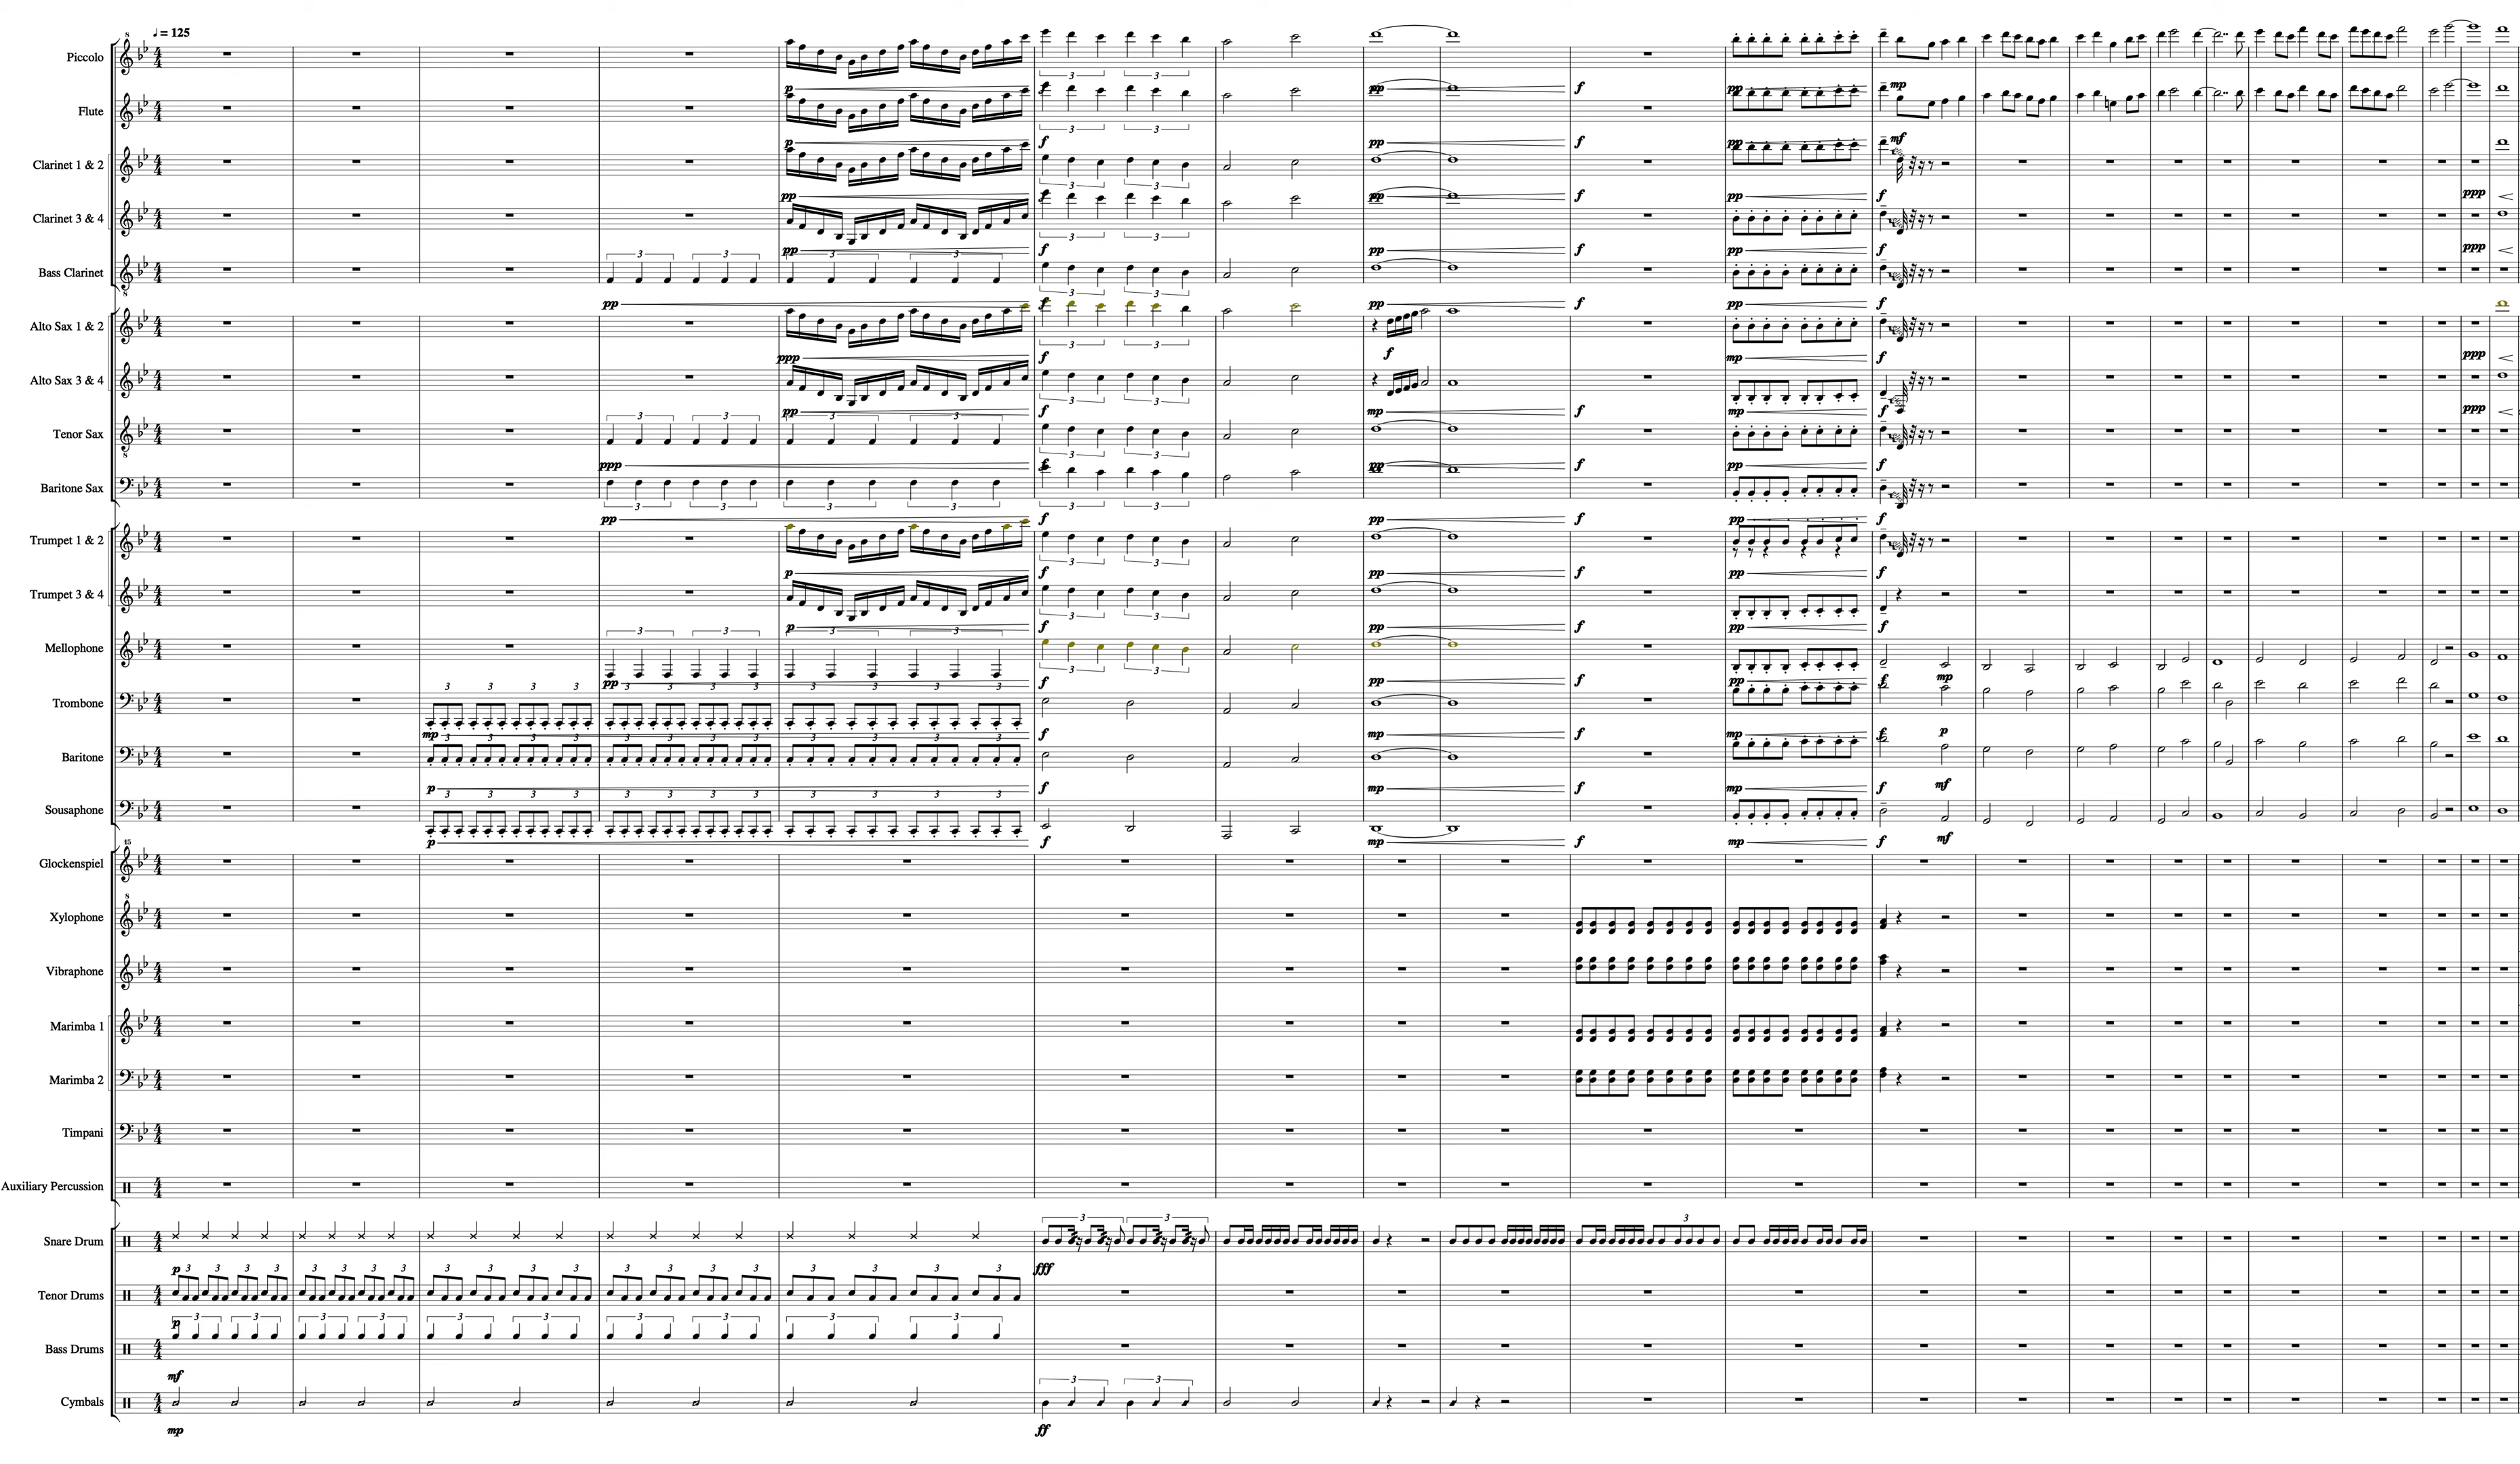 ♩ = 125
Piccolo
Flute
Clarinet 1 & 2
Clarinet 3 & 4
Bass Clarinet
Alto Sax 1 & 2
Alto Sax 3 & 4
Tenor Sax
Baritone Sax
Trumpet 1 & 2
Trumpet 3 & 4
Mellophone
Trombone
Baritone
Sousaphone
Glockenspiel
Xylophone
Vibraphone
Marimba 1
Marimba 2
Timpani
Auxiliary Percussion
Snare Drum
Tenor Drums
Bass Drums
Cymbals